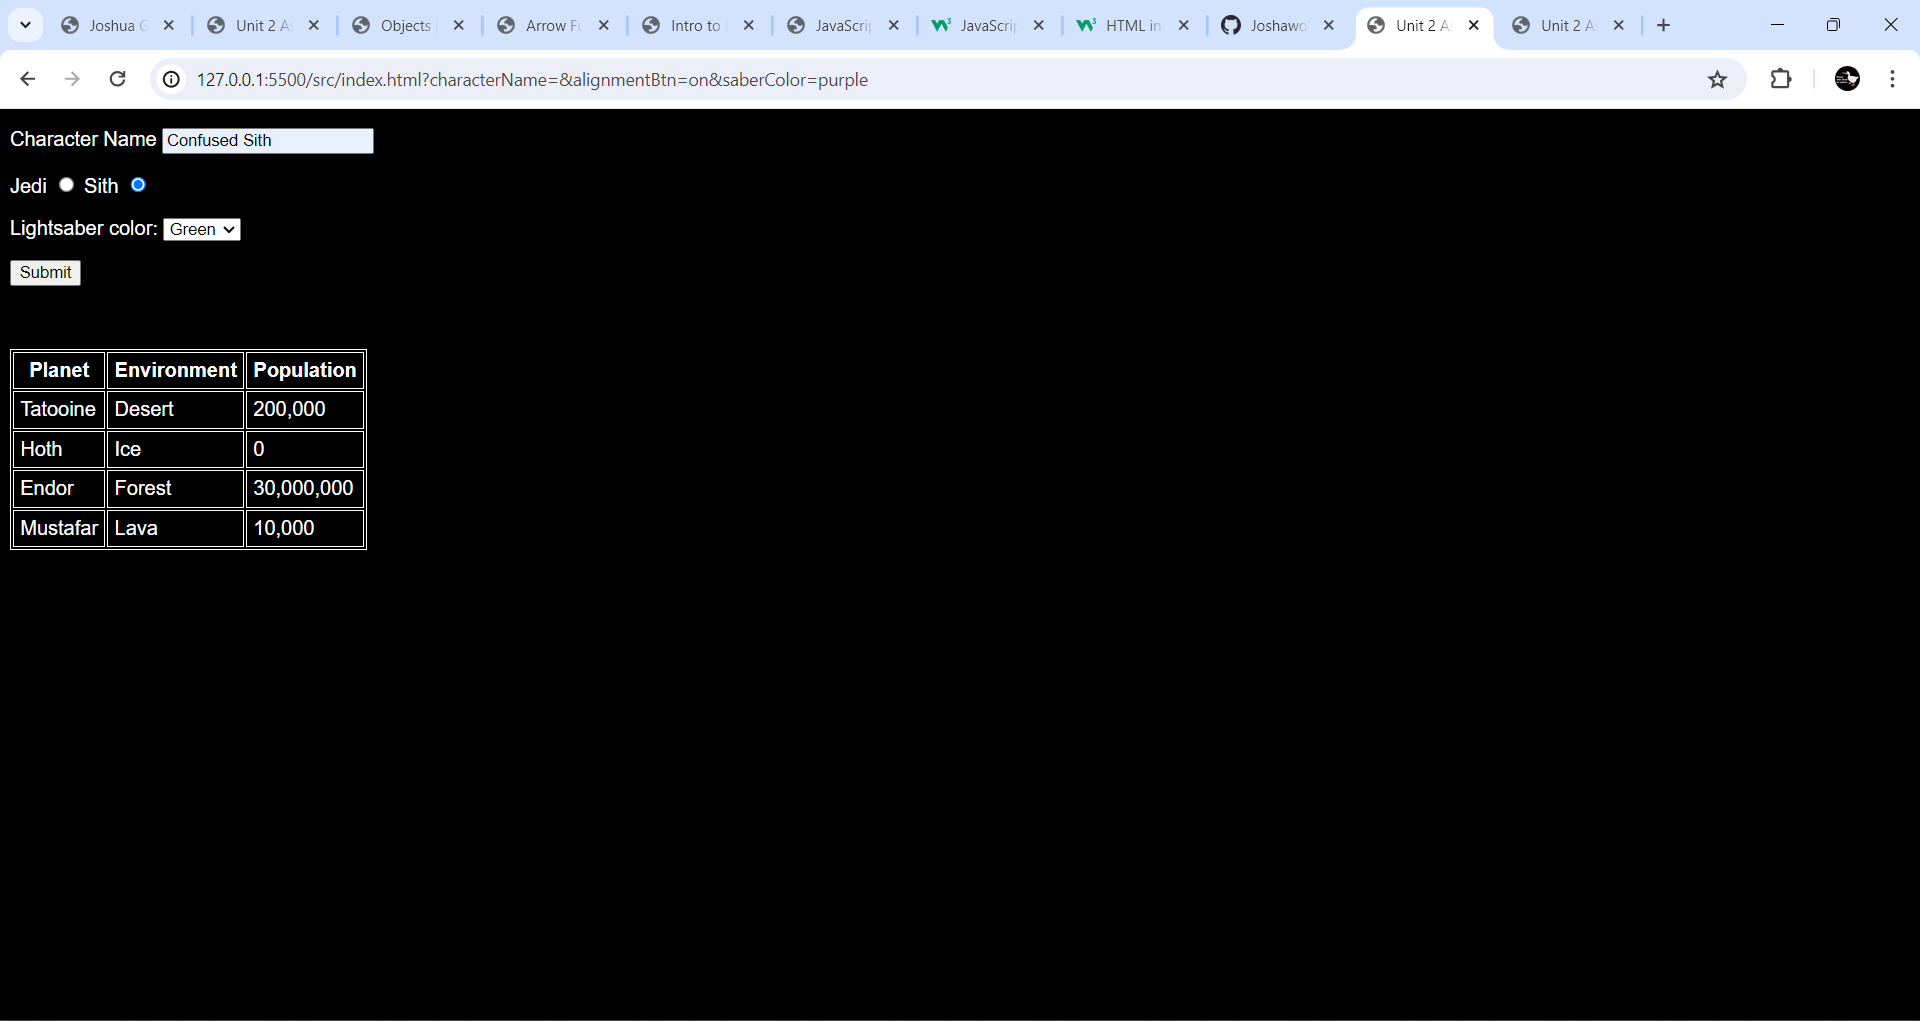 Joshua G
Unit 2 A
Objects
Arrow Fu
Intro to
JavaScrip
JavaScrip
HTML in
Joshawo
Unit 2 A
Unit 2 A
127.0.0.1:5500/src/index.html?characterName=&alignmentBtn=on&saberColor=purple
Character Name Confused Sith
Jedi Sith
Lightsaber color: Green
Submit
Planet Environment Population
Tatooine Desert 200,000
Hoth Ice 0
Endor Forest 30,000,000
Mustafar Lava 10,000